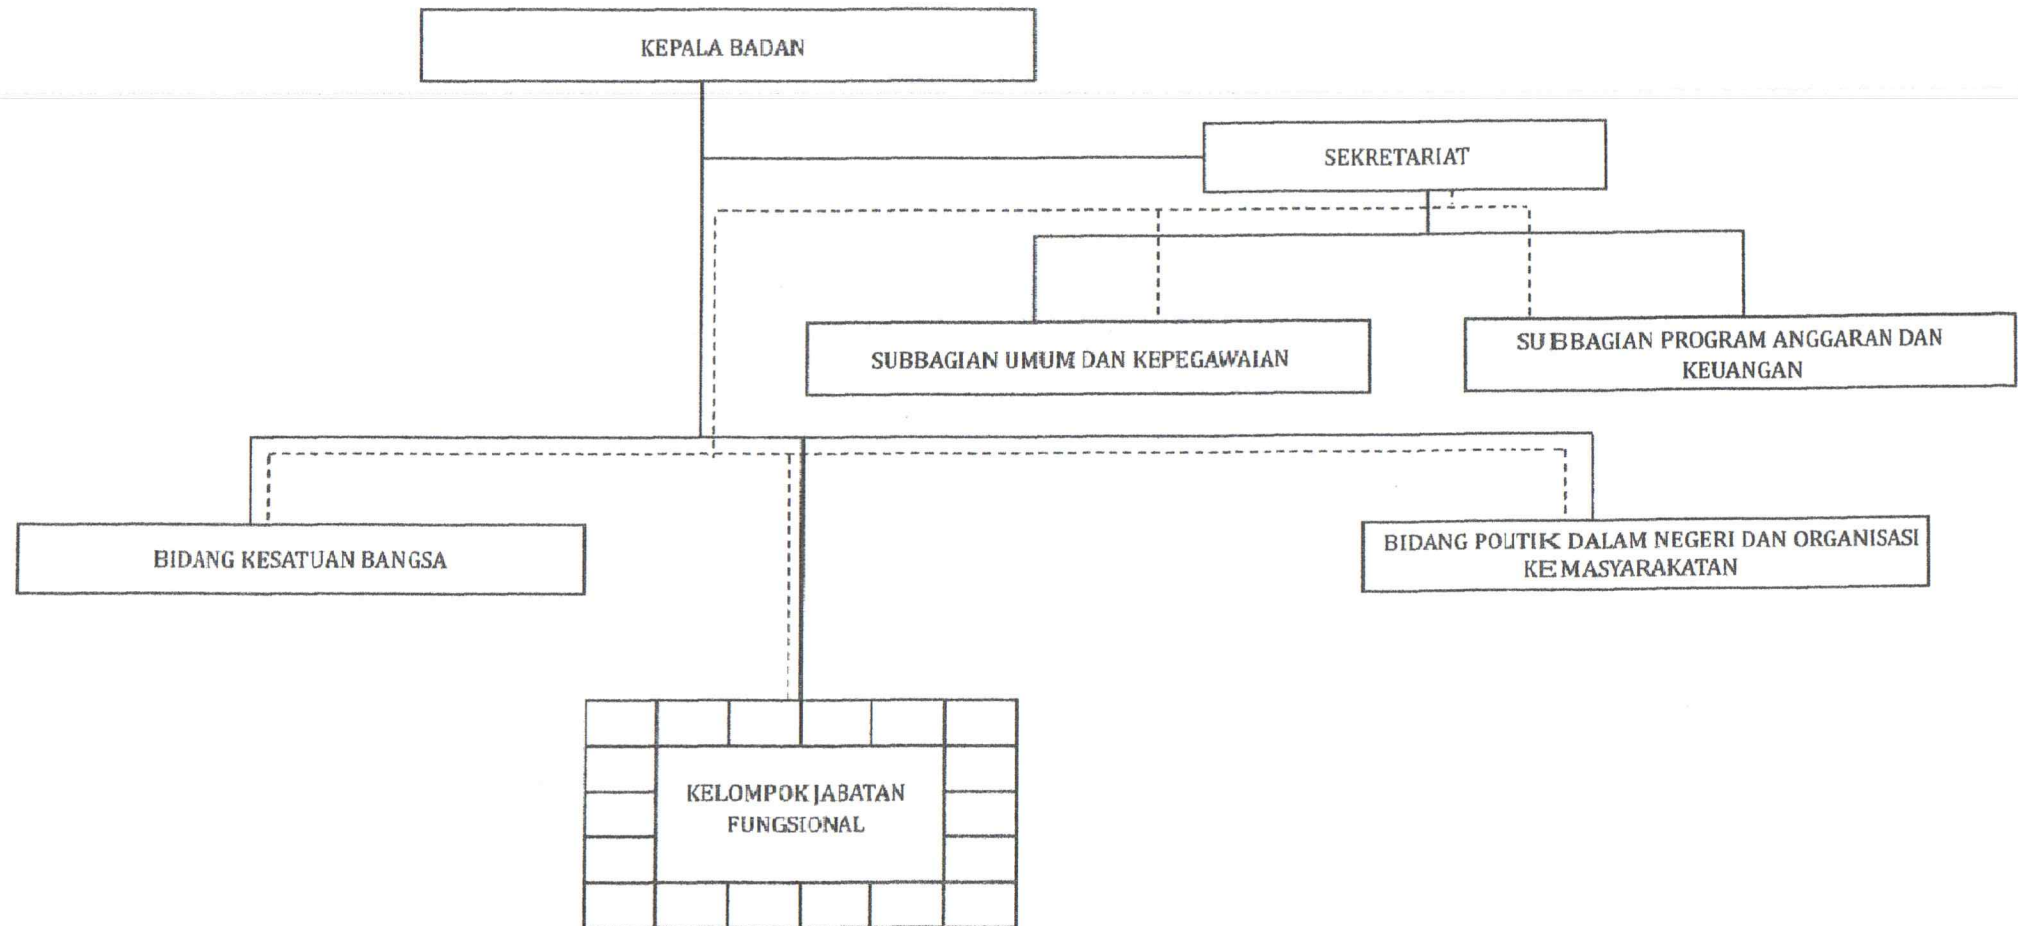 KEPALA BADAN
SEKRETARIAT
SUBBAGIAN UMUM DAN KEPEGAWAIAN
SUBBAGIAN PROGRAM ANGGARAN DAN
KEUANGAN
BIDANG KESATUAN BANGSA
BIDANG POLITIK DALAM NEGERI DAN ORGANISASI
KEMASYARAKATAN
KELOMPOK JABATAN
FUNGSIONAL